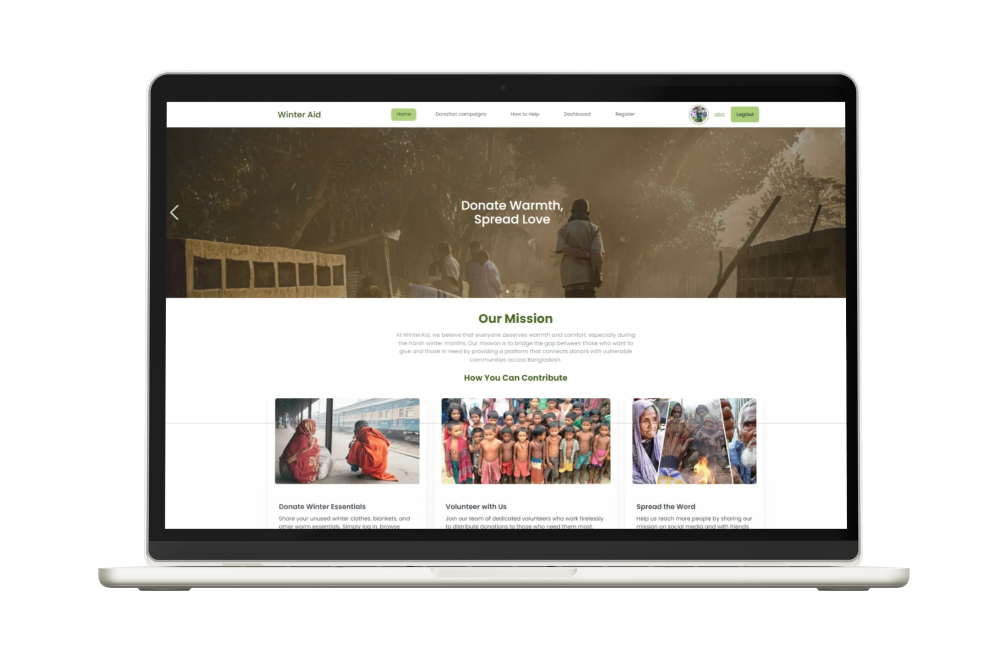 Winter Aid
Home
Donation campaigns
How to Help
Dashboard
Register
abc
LogOut
Donate Warmth,
Spread Love
Our Mission
At WinterAid, we believe that everyone deserves warmth and comfort, especially during
the harsh winter months. Our mission is to bridge the gap between those who want to
give and those in need by providing a platform that connects donors with vulnerable
communities across Bangladesh.
How You Can Contribute
Donate Winter Essentials
Share your unused winter clothes, blankets, and
other warm essentials. Simply log in, browse
Volunteer with Us
Join our team of dedicated volunteers who work tirelessly
to distribute donations to those who need them most.
Spread the Word
Help us reach more people by sharing our
mission on social media and with friends